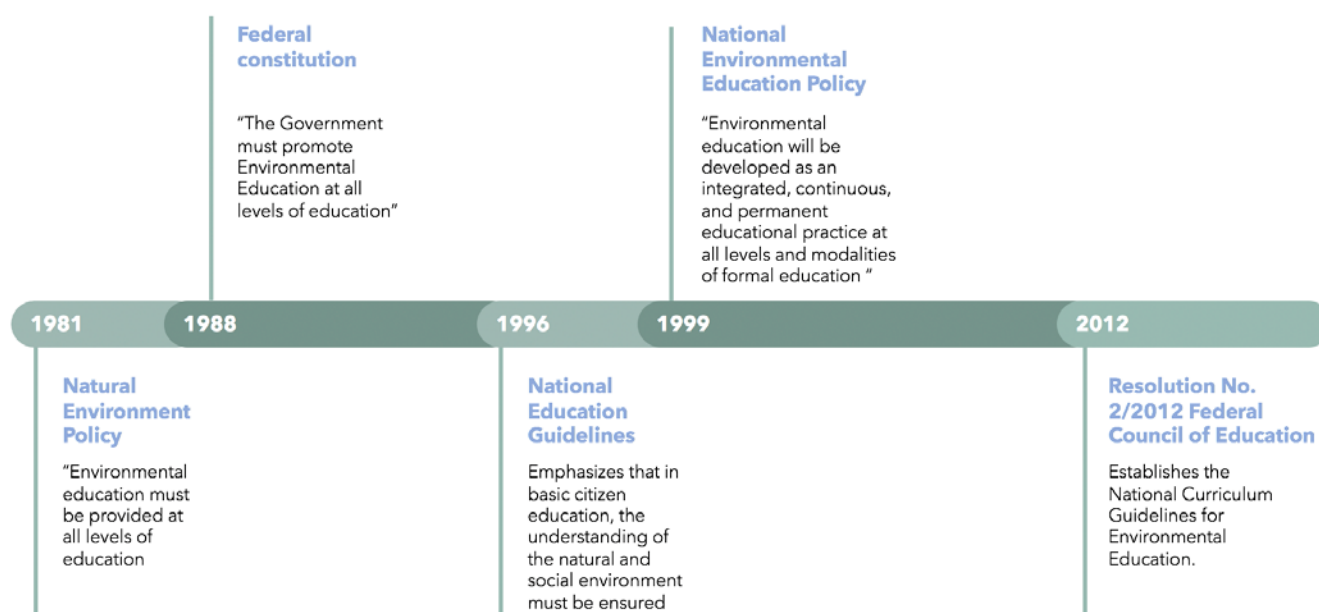 Federal
constitution
“The Government
must promote
Environmental
Education at all
levels of education”
National
Environmental
Education Policy
“Environmental
education will be
developed as an
integrated, continuous,
and permanent
educational practice at
all levels and modalities
of formal education “
1981
1988
1996
1999
2012
Natural
Environment
Policy
“Environmental
education must
be provided at
all levels of
education
National
Education
Guidelines
Emphasizes that in
basic citizen
education, the
understanding of
the natural and
social environment
must be ensured
Resolution No.
2/2012 Federal
Council of Education
Establishes the
National Curriculum
Guidelines for
Environmental
Education.